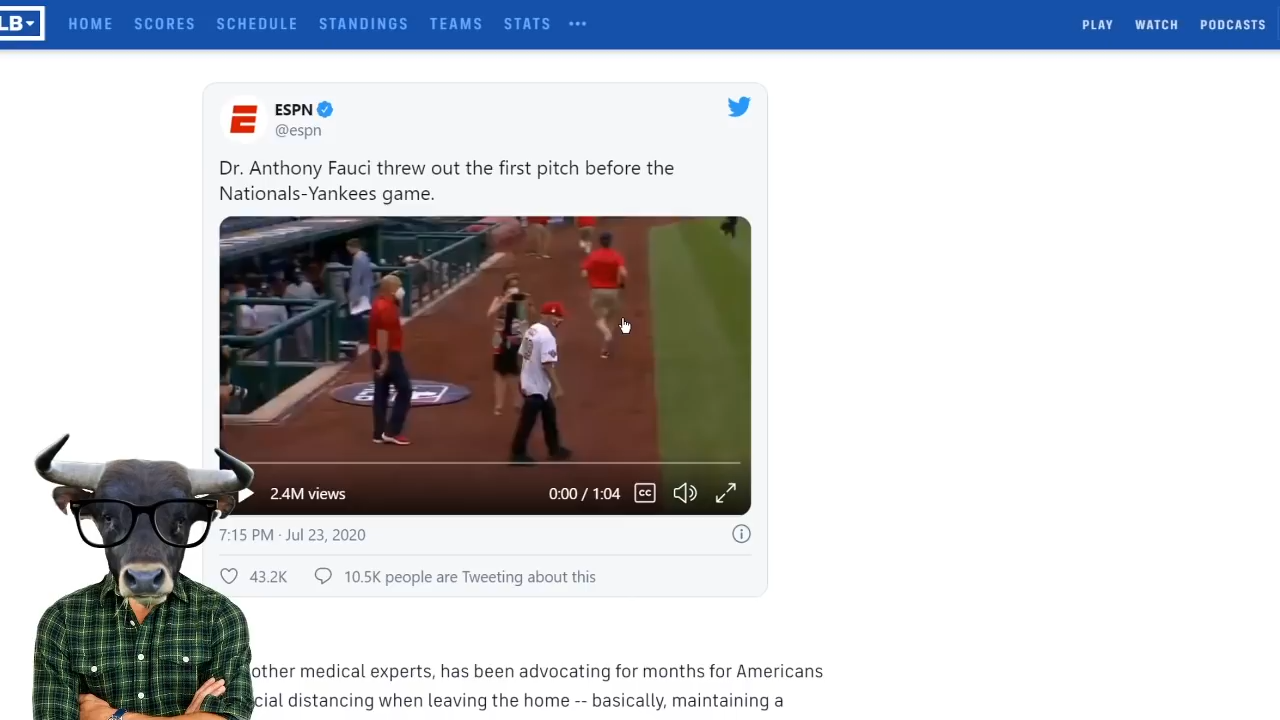 LB
HOME SCORES SCHEDULE STANDINGS TEAMS STATS ••• PLAY WATCH PODCASTS
ESPN
@espn
Dr. Anthony Fauci threw out the first pitch before the
Nationals-Yankees game.
2.4M views 0:00 / 1:04 CC
7:15 PM · Jul 23, 2020
43.2K 10.5K people are Tweeting about this
other medical experts, has been advocating for months for Americans
cial distancing when leaving the home -- basically, maintaining a